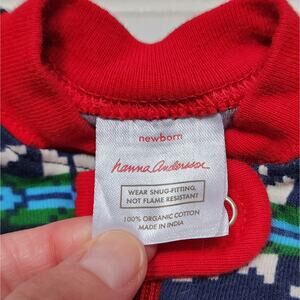 newborn
hanna Andersson
WEAR SNUG-FITTING,
NOT FLAME RESISTANT
100% ORGANIC COTTON
MADE IN INDIA